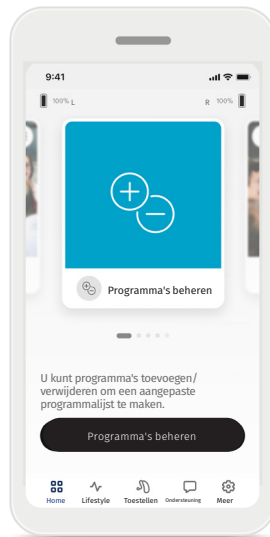 9:41
100% L R 100%
Programma's beheren
U kunt programma's toevoegen/
verwijderen om een aangepaste
programmalijst te maken.
Programma's beheren
Home Lifestyle Toestellen Ondersteuning Meer